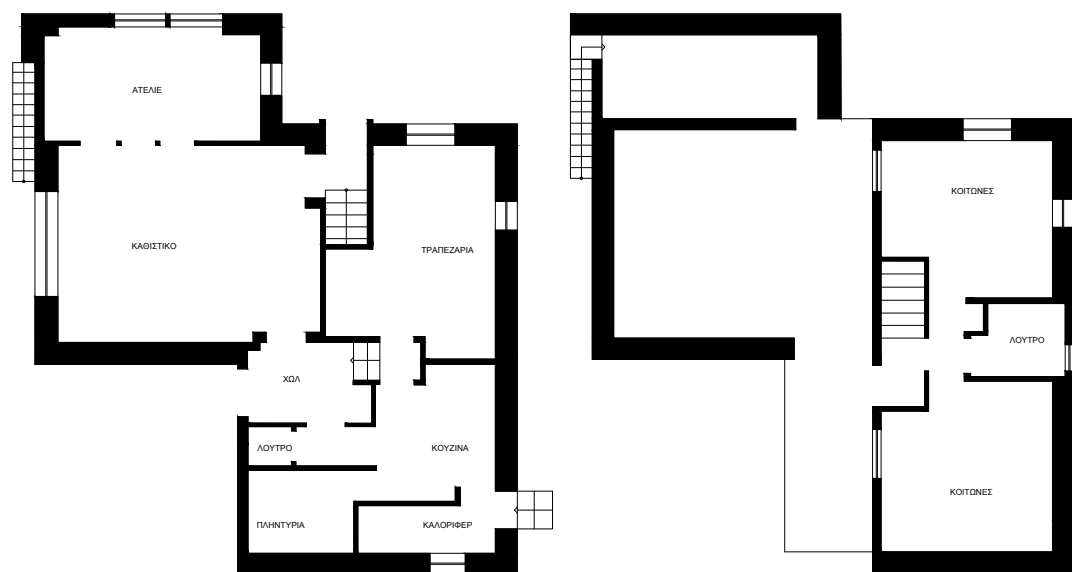 ΑΤΕΛΙΕ
ΚΑΘΙΣΤΙΚΟ
ΤΡΑΠΕΖΑΡΙΑ
ΧΩΛ
ΛΟΥΤΡΟ
ΚΟΥΖΙΝΑ
ΠΛΗΝΤΥΡΙΑ
ΚΑΛΟΡΙΦΕΡ
ΚΟΙΤΩΝΕΣ
ΛΟΥΤΡΟ
ΚΟΙΤΩΝΕΣ